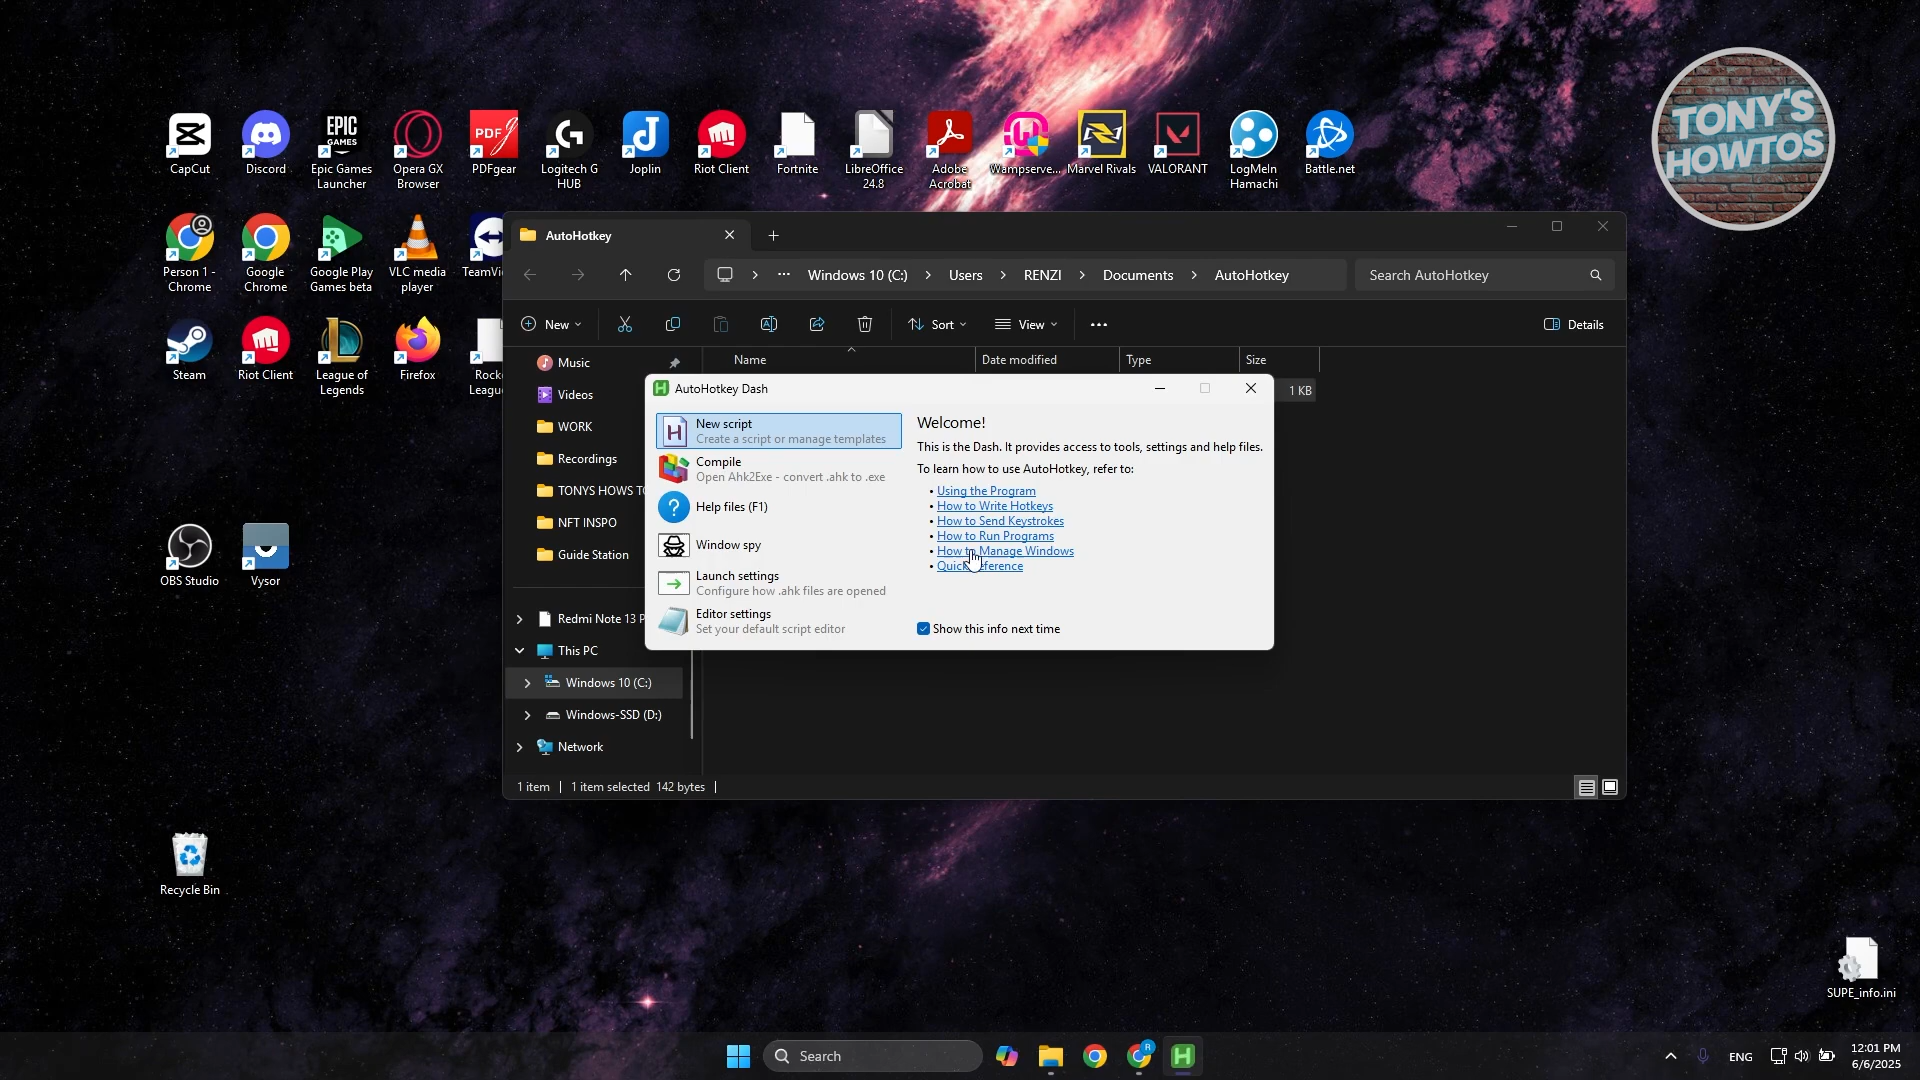 TONY'S
HOWTOS
CapCut
Discord
EPIC
GAMES
Epic Games
Launcher
Opera GX
Browser
PDF
PDFgear
Logitech G
HUB
Joplin
Riot Client
Fortnite
LibreOffice
24.8
Adobe
Acrobat
Wampserve...
Marvel Rivals
VALORANT
LogMeIn
Hamachi
Battle.net
Person 1 -
Chrome
Google
Chrome
Google Play
Games beta
VLC media
player
Steam
Riot Client
League of
Legends
Firefox
OBS Studio
Vysor
Recycle Bin
SUPE_info.ini
AutoHotkey
Windows 10 (C:)
Users
RENZI
Documents
AutoHotkey
Search AutoHotkey
New
Sort
View
Details
Music
Videos
WORK
Recordings
TONYS HOWS
NFT INSPO
Guide Station
Redmi Note 13
This PC
Windows 10 (C:)
Windows-SSD (D:)
Network
Name
Date modified
Type
Size
1 KB
AutoHotkey Dash
New script
Create a script or manage templates
Compile
Open Ahk2Exe - convert .ahk to .exe
Help files (F1)
Window spy
Launch settings
Configure how .ahk files are opened
Editor settings
Set your default script editor
Welcome!
This is the Dash. It provides access to tools, settings and help files.
To learn how to use AutoHotkey, refer to:
• Using the Program
• How to Write Hotkeys
• How to Send Keystrokes
• How to Run Programs
• How to Manage Windows
• Quick reference
Show this info next time
1 item
1 item selected 142 bytes
Search
R
ENG
12:01 PM
6/6/2025